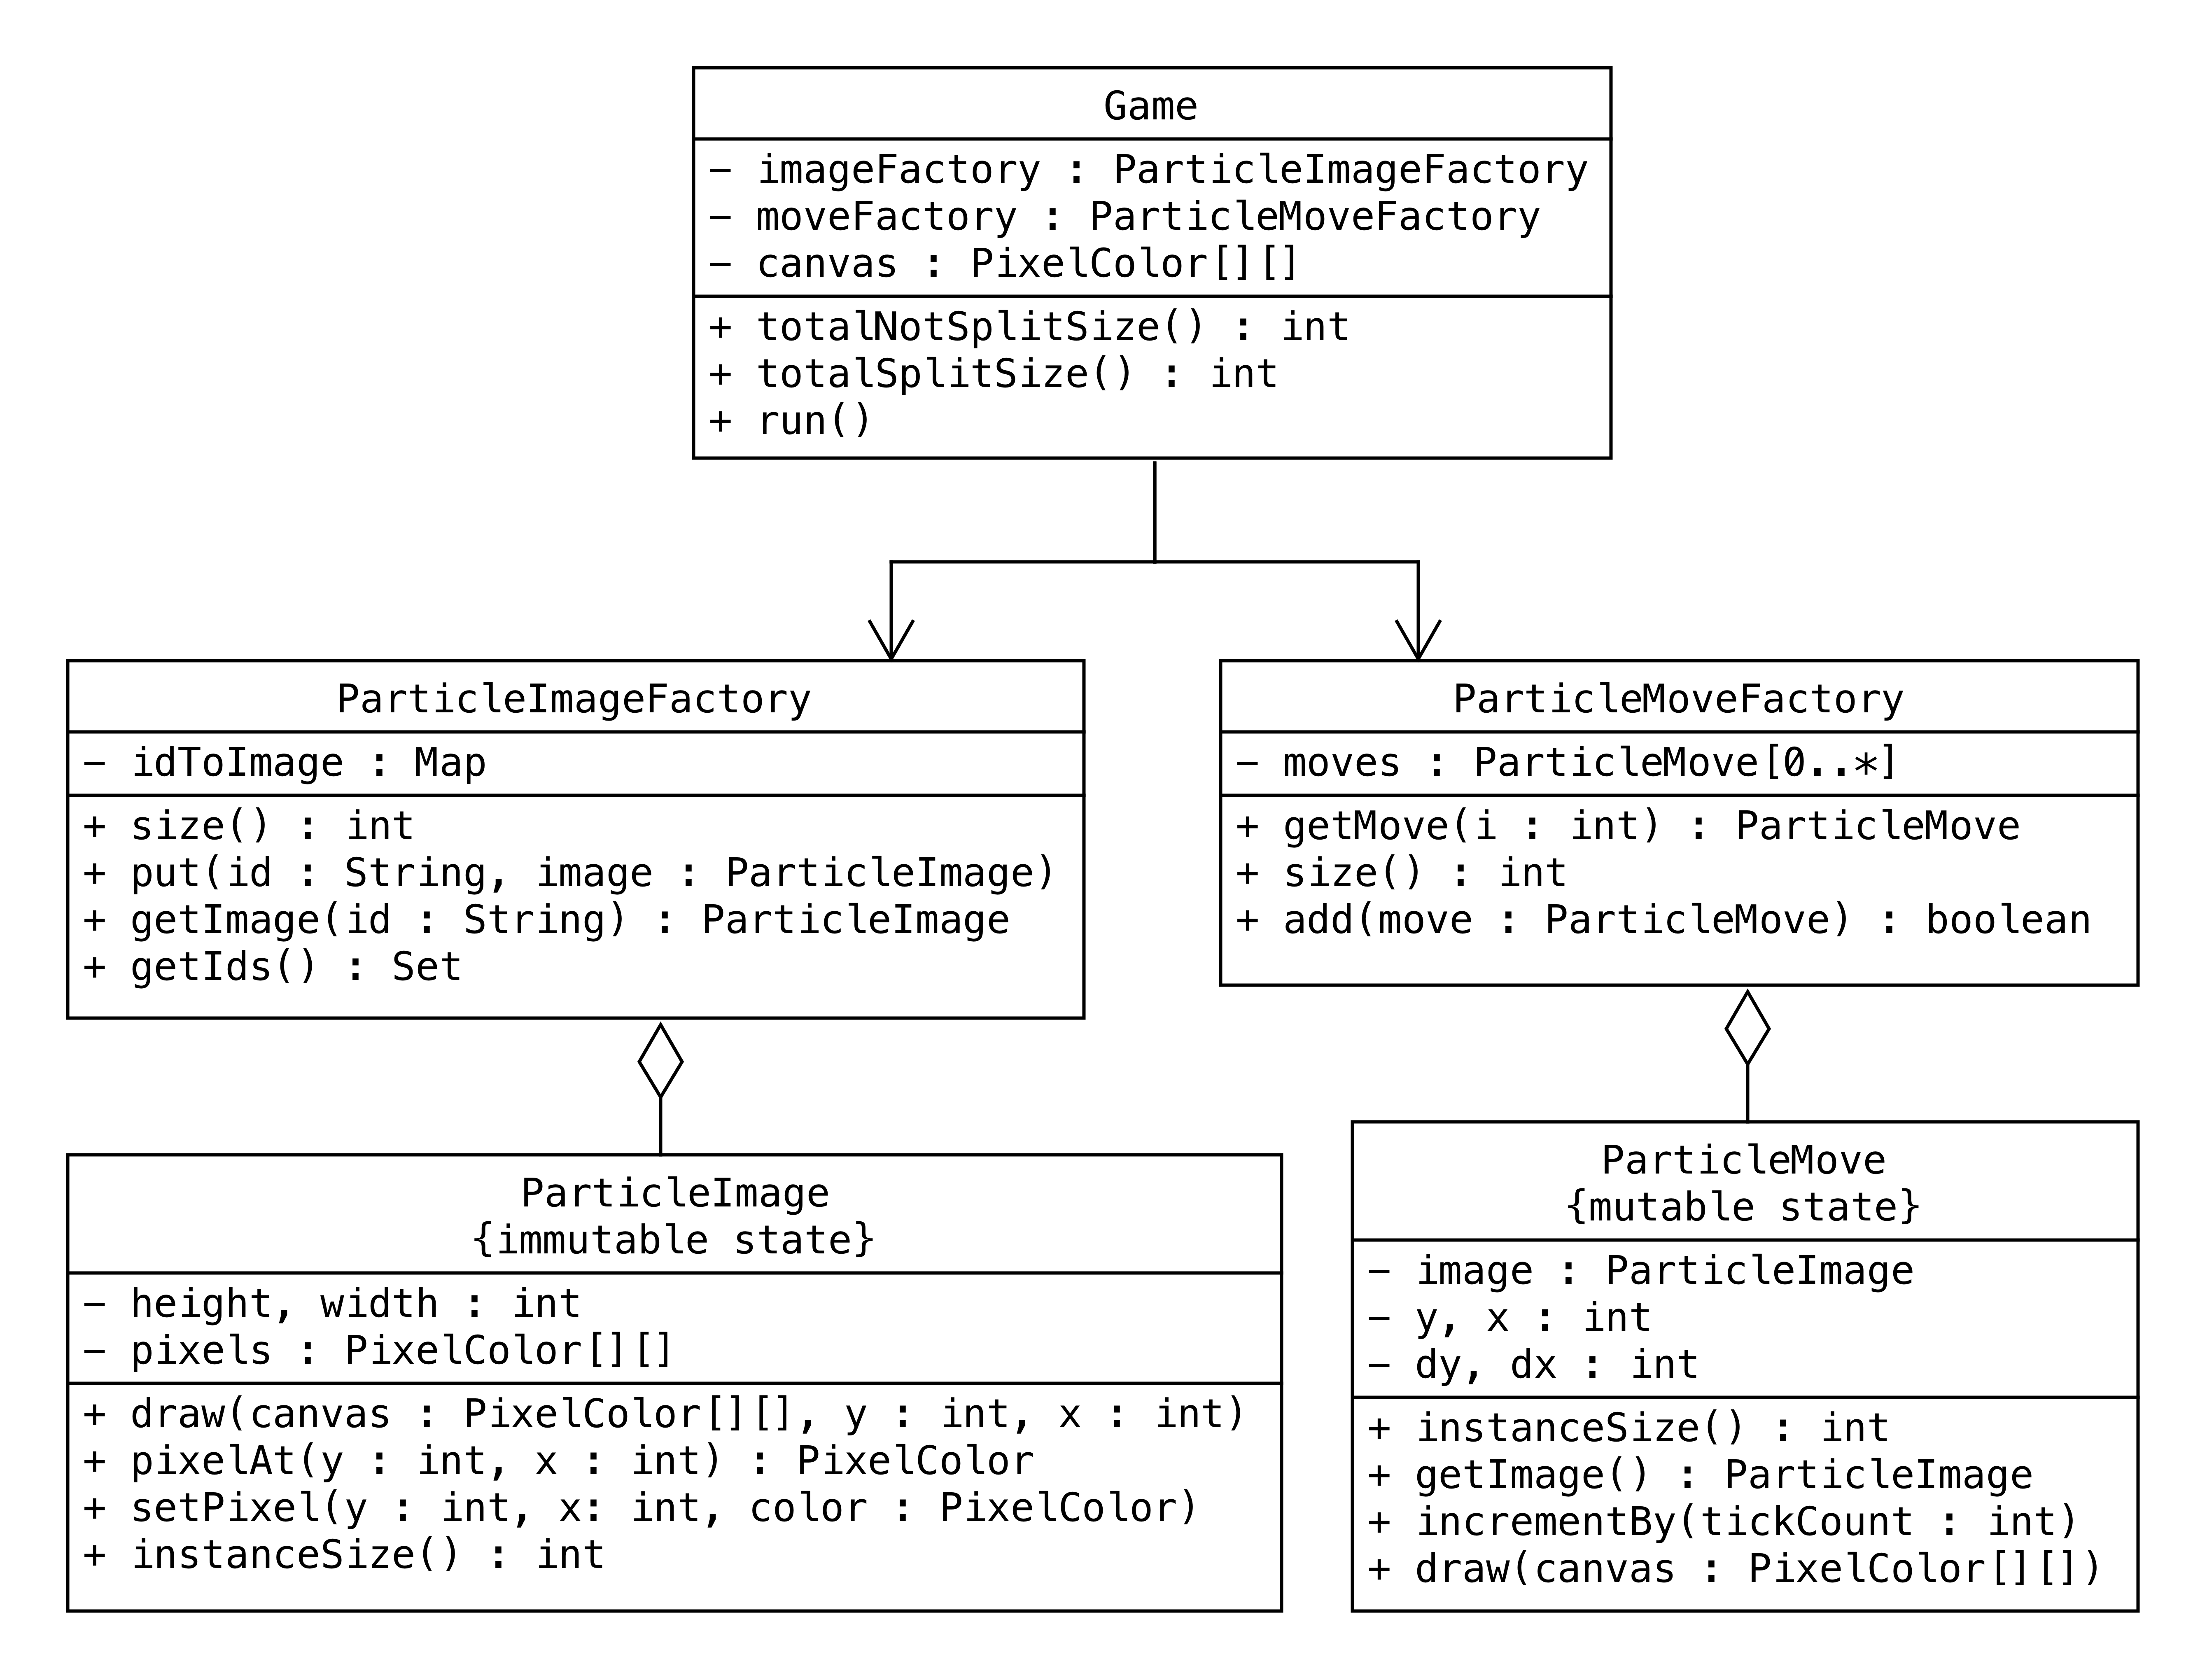 Game
− imageFactory : ParticleImageFactory
− moveFactory : ParticleMoveFactory
− canvas : PixelColor[][]
+ totalNotSplitSize() : int
+ totalSplitSize() : int
+ run()
ParticleImageFactory
− idToImage : Map
+ size() : int
+ put(id : String, image : ParticleImage)
+ getImage(id : String) : ParticleImage
+ getIds() : Set
ParticleMoveFactory
− moves : ParticleMove[0..*]
+ getMove(i : int) : ParticleMove
+ size() : int
+ add(move : ParticleMove) : boolean
ParticleImage
{immutable state}
− height, width : int
− pixels : PixelColor[][]
+ draw(canvas : PixelColor[][], y : int, x : int)
+ pixelAt(y : int, x : int) : PixelColor
+ setPixel(y : int, x: int, color : PixelColor)
+ instanceSize() : int
ParticleMove
{mutable state}
− image : ParticleImage
− y, x : int
− dy, dx : int
+ instanceSize() : int
+ getImage() : ParticleImage
+ incrementBy(tickCount : int)
+ draw(canvas : PixelColor[][])